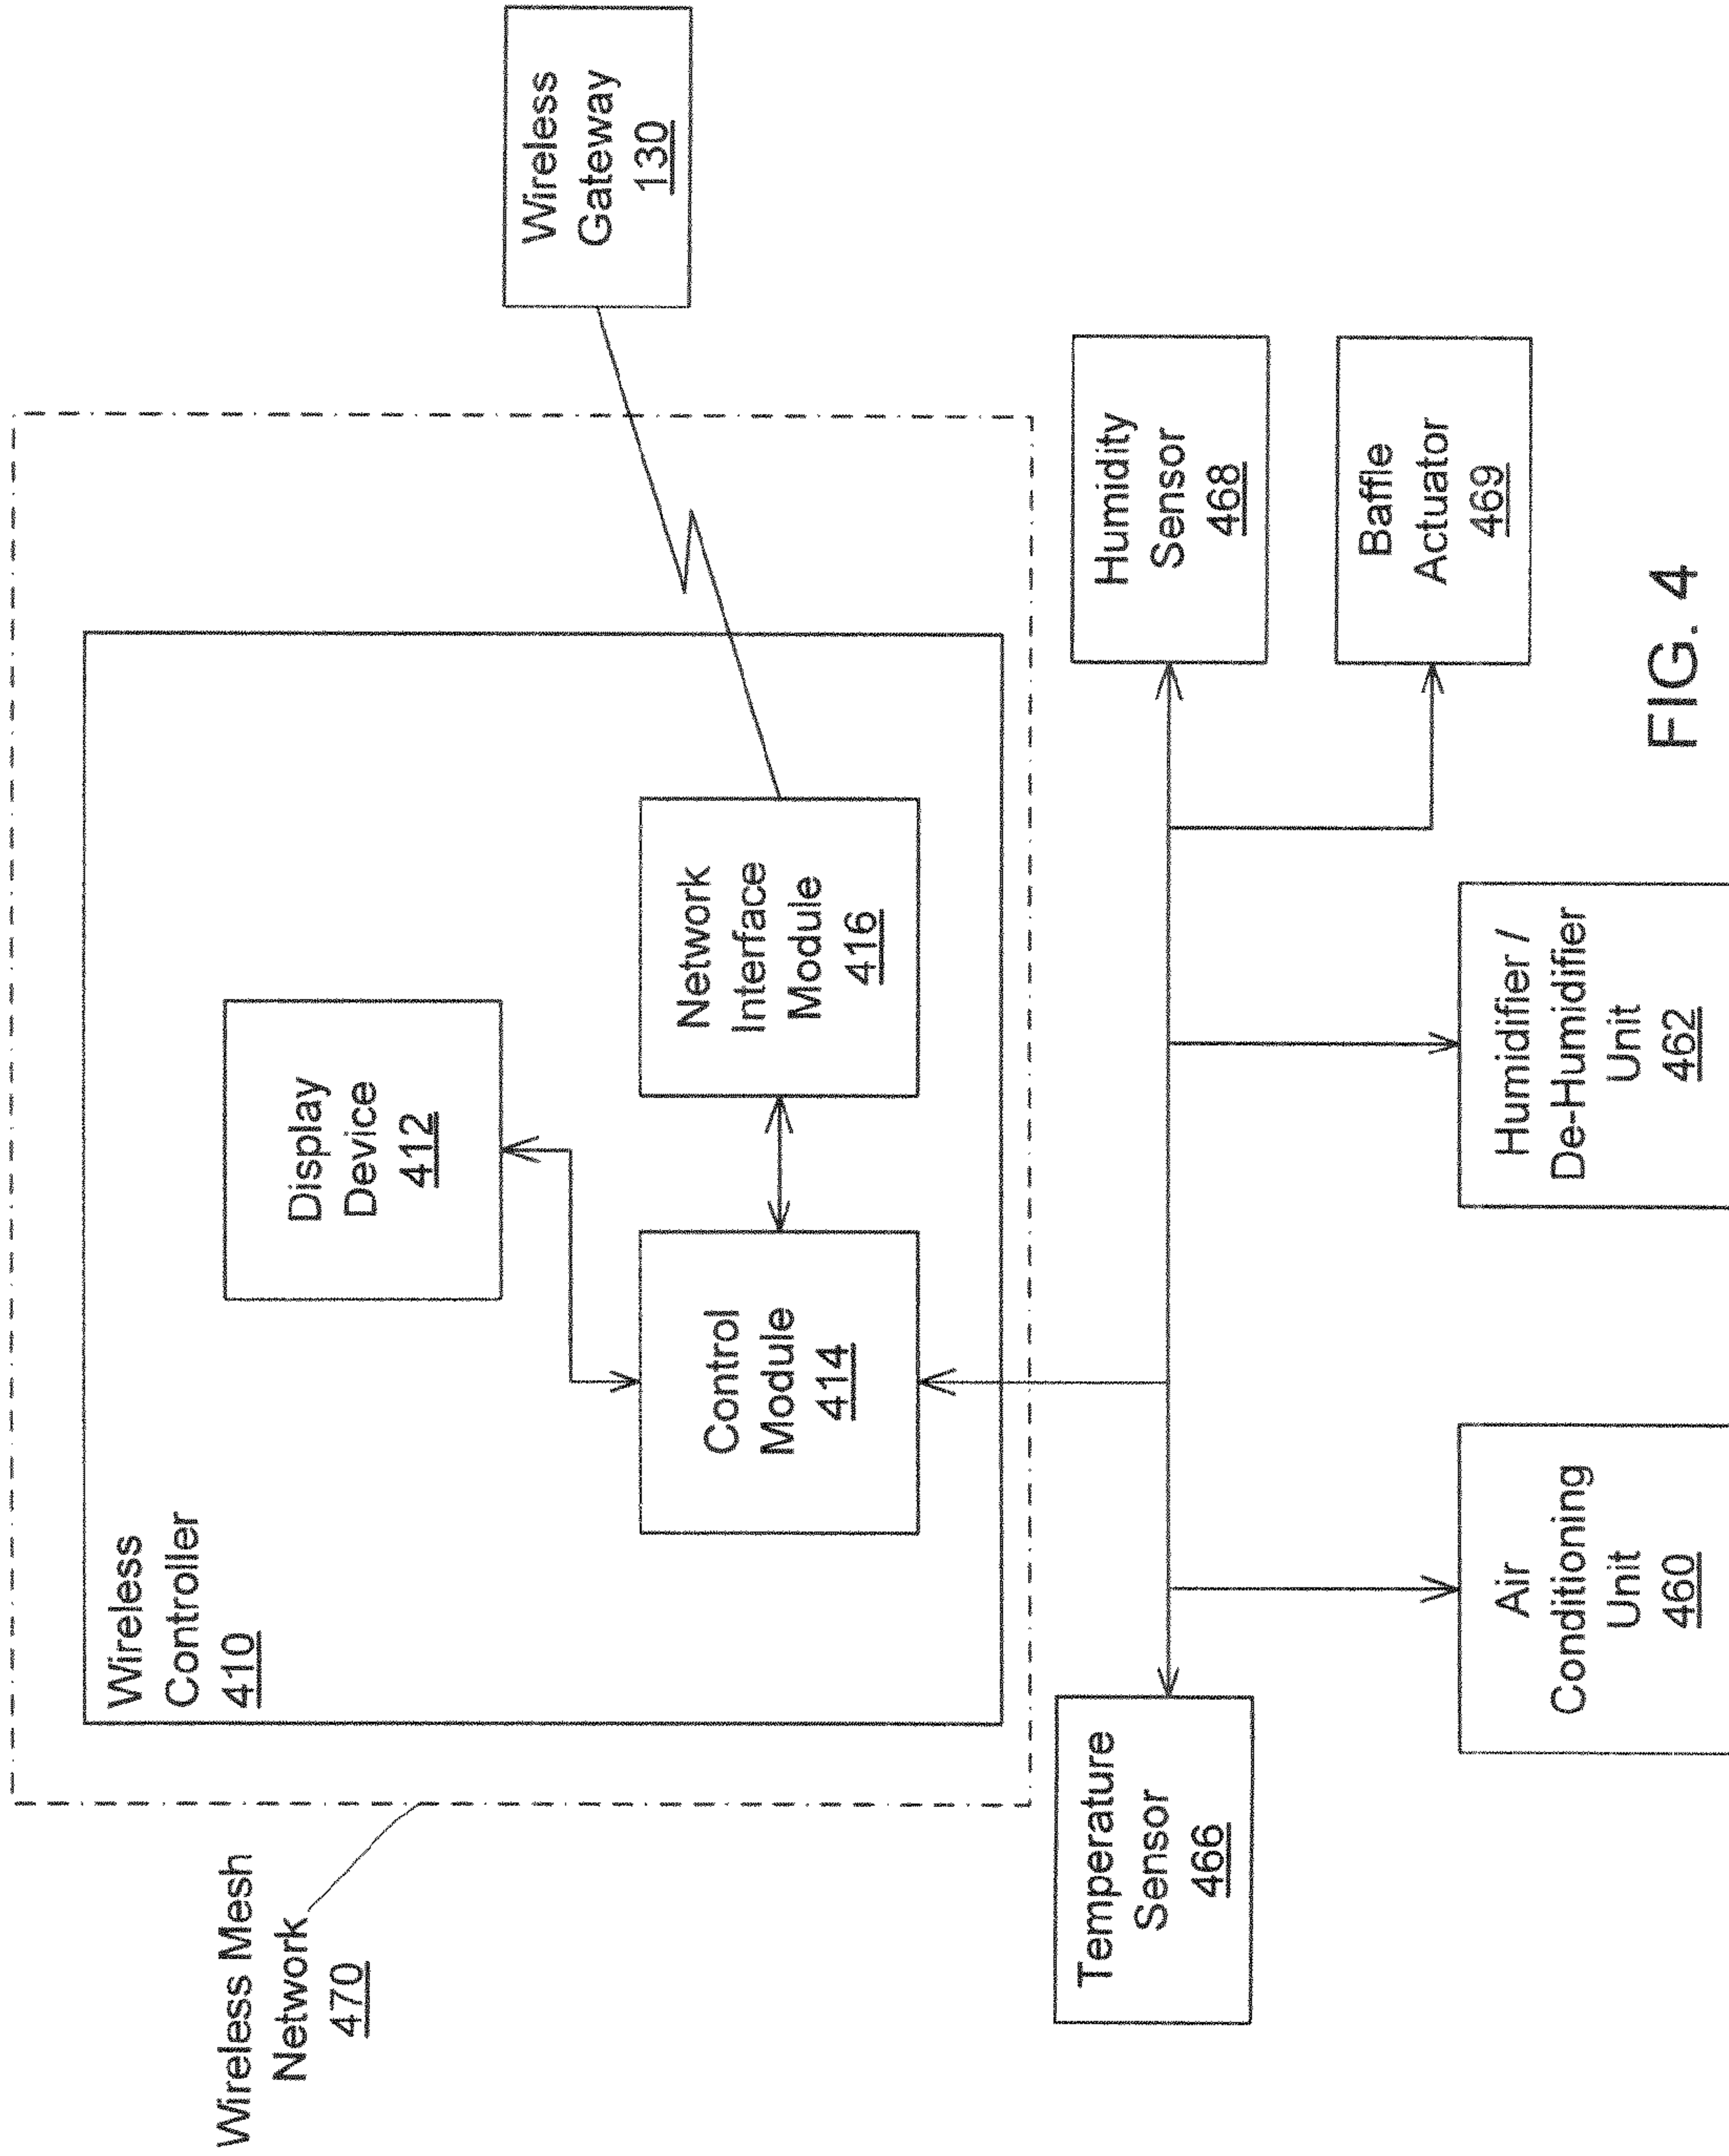 Wireless Mesh
Network
470
Wireless
Controller
410
Display
Device
412
Control
Module
414
Network
Interface
Module
416
Wireless
Gateway
130
Temperature
Sensor
466
Humidity
Sensor
468
Baffle
Actuator
469
Air
Conditioning
Unit
460
Humidifier /
De-Humidifier
Unit
462
FIG. 4